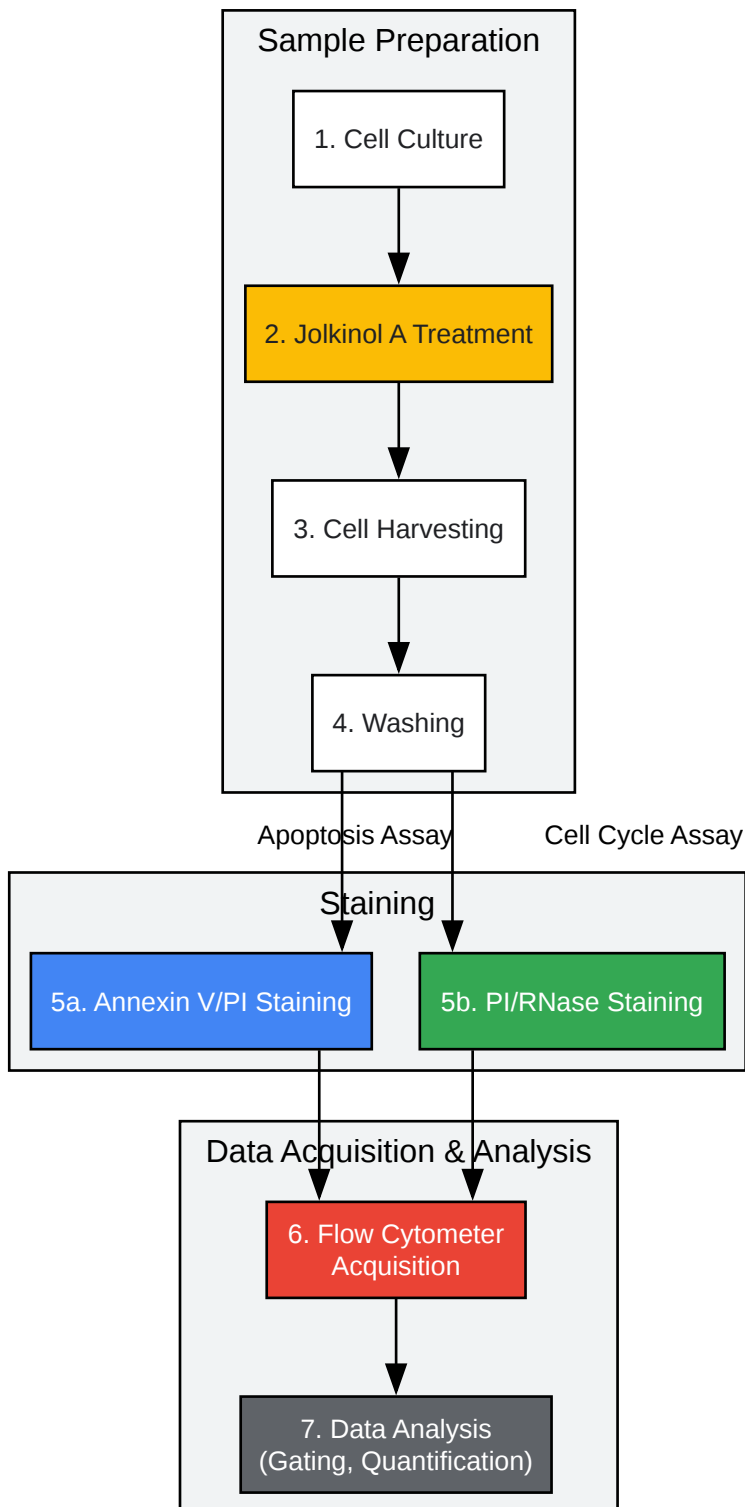 Sample Preparation
1. Cell Culture
2. Jolkinol A Treatment
3. Cell Harvesting
4. Washing
Apoptosis Assay
Cell Cycle Assay
Staining
5a. Annexin V/PI Staining
5b. PI/RNase Staining
Data Acquisition & Analysis
6. Flow Cytometer
Acquisition
7. Data Analysis
(Gating, Quantification)